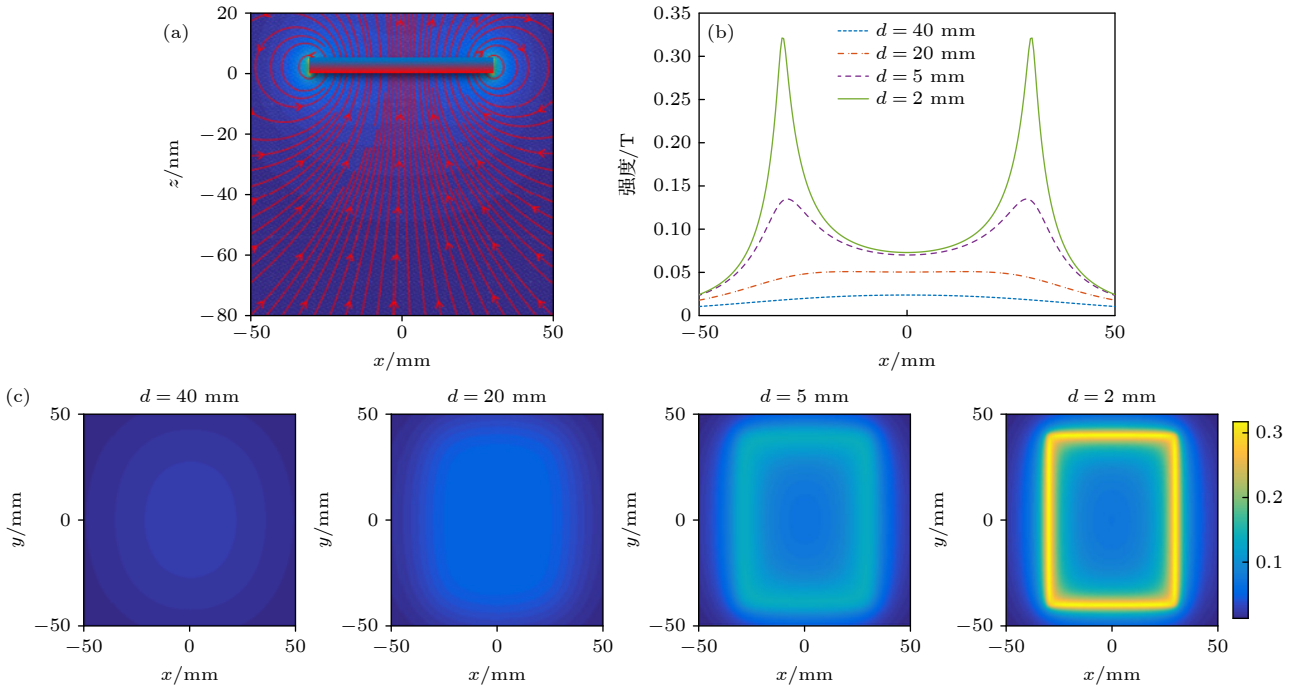 (a)
20
0
−20
−40
−60
−80
z/nm
−50
0
50
x/mm
(b)
0.35
0.30
0.25
0.20
0.15
0.10
0.05
0
强度/T
d = 40 mm
d = 20 mm
d = 5 mm
d = 2 mm
−50
0
50
x/mm
(c)
d = 40 mm
50
0
−50
y/mm
−50
0
50
x/mm
d = 20 mm
50
0
−50
y/mm
−50
0
50
x/mm
d = 5 mm
50
0
−50
y/mm
−50
0
50
x/mm
d = 2 mm
50
0
−50
y/mm
−50
0
50
x/mm
0.3
0.2
0.1